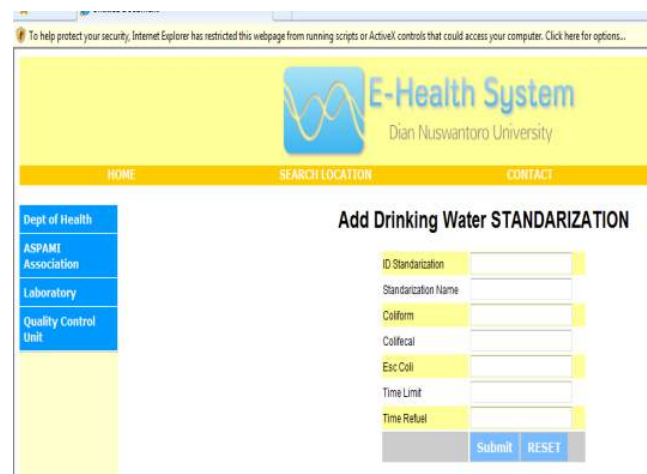 To help protect your security, Internet Explorer has restricted this webpage from running scripts or ActiveX controls that could access your computer. Click here for options...
E-Health System
Dian Nuswantoro University
HOME SEARCH LOCATION CONTACT
Dept of Health
ASPAMI
Association
Laboratory
Quality Control
Unit
Add Drinking Water STANDARIZATION
ID Standarization
Standarization Name
Coliform
Colifecal
Esc Coli
Time Limit
Time Refuel
Submit RESET